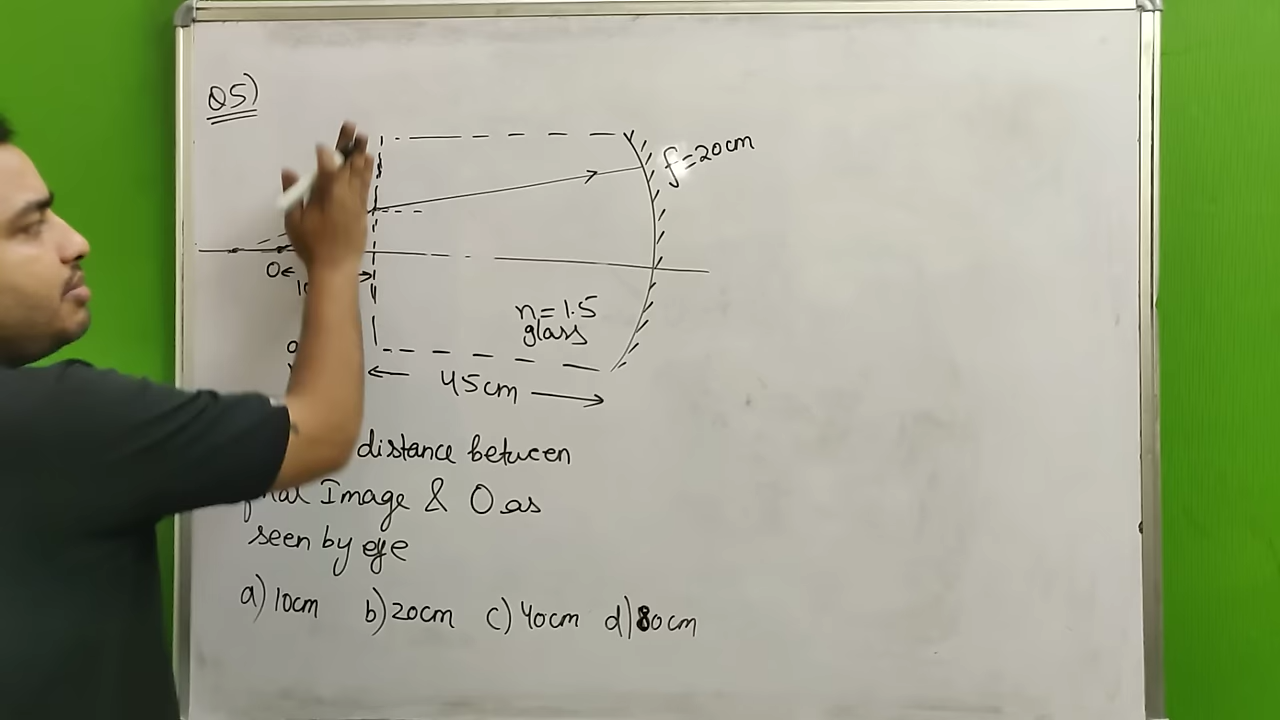 Q5)
f=20cm
O
n=1.5
glass
45cm
distance between
Image & O as
seen by eye
a) 10cm b) 20cm c) 40cm d) 80cm